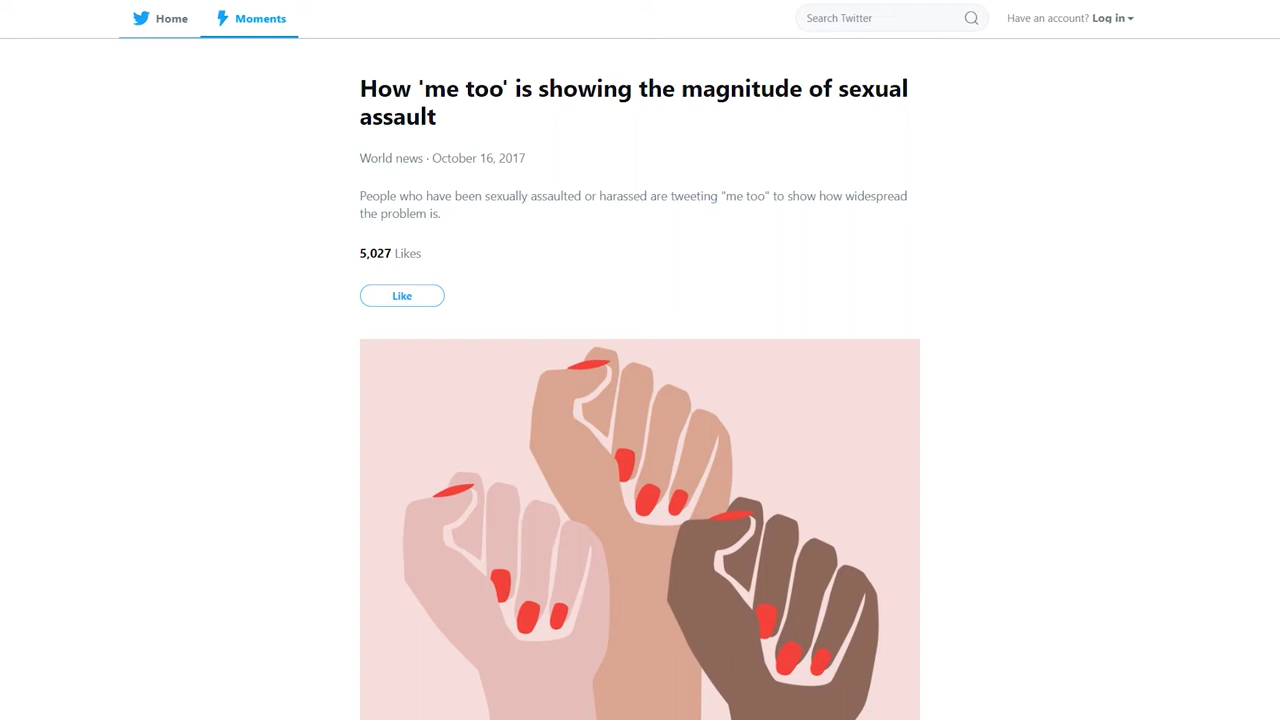 Home Moments Search Twitter Have an account? Log in
How 'me too' is showing the magnitude of sexual
assault
World news · October 16, 2017
People who have been sexually assaulted or harassed are tweeting "me too" to show how widespread
the problem is.
5,027 Likes
Like